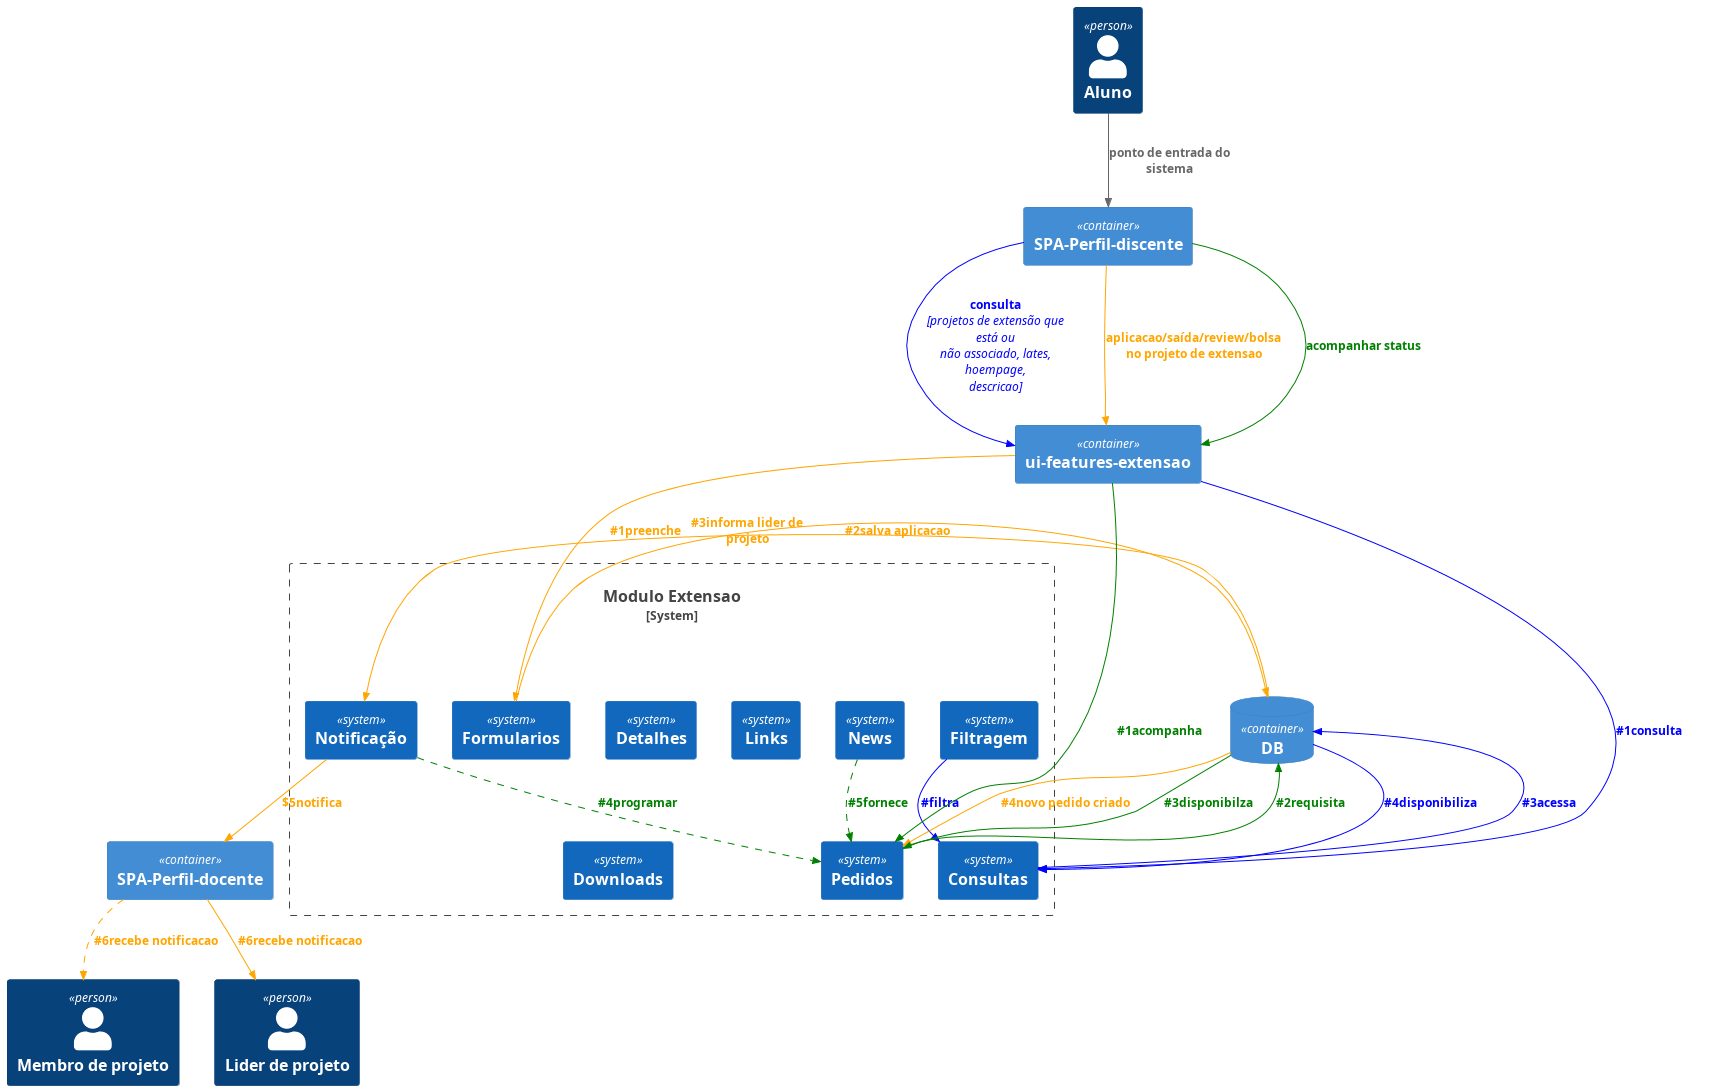 «person»
Aluno
ponto de entrada do
sistema
«container»
SPA-Perfil-discente
consulta
[projetos de extensão que
está ou
não associado, lates,
hoempage,
descricao]
aplicacao/saída/review/bolsa
no projeto de extensao
acompanhar status
«container»
ui-features-extensao
#1preenche
#3informa lider de
projeto
#2salva aplicacao
Modulo Extensao
[System]
«system»
Notificação
«system»
Formularios
«system»
Detalhes
«system»
Links
«system»
News
«system»
Filtragem
#1acompanha
«container»
DB
#1consulta
$5notifica
#4programar
#5fornece
#filtra
#4novo pedido criado
#3disponibilza
#2requisita
#4disponibiliza
#3acessa
«container»
SPA-Perfil-docente
«system»
Downloads
«system»
Pedidos
«system»
Consultas
#6recebe notificacao
#6recebe notificacao
«person»
Membro de projeto
«person»
Lider de projeto